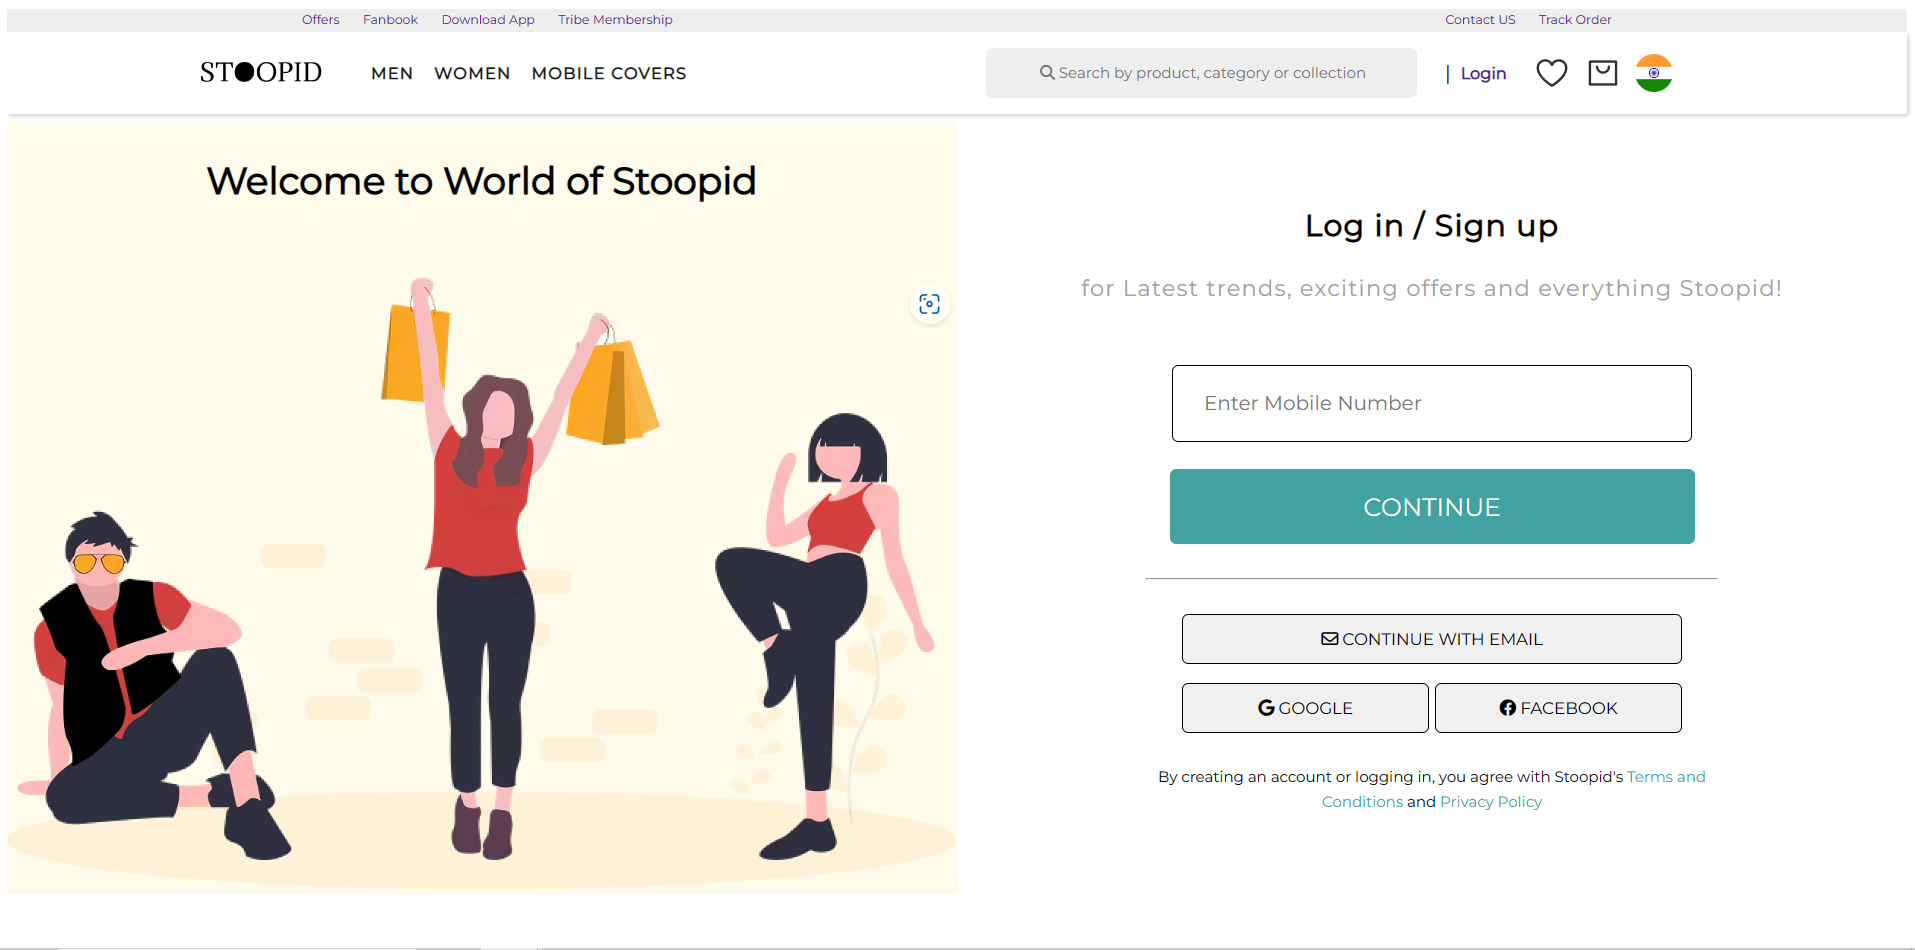 Offers Fanbook Download App Tribe Membership Contact US Track Order
STOOPID MEN WOMEN MOBILE COVERS Search by product, category or collection | Login
Welcome to World of Stoopid
Log in / Sign up
for Latest trends, exciting offers and everything Stoopid!
Enter Mobile Number
CONTINUE
CONTINUE WITH EMAIL
GOOGLE FACEBOOK
By creating an account or logging in, you agree with Stoopid's Terms and
Conditions and Privacy Policy